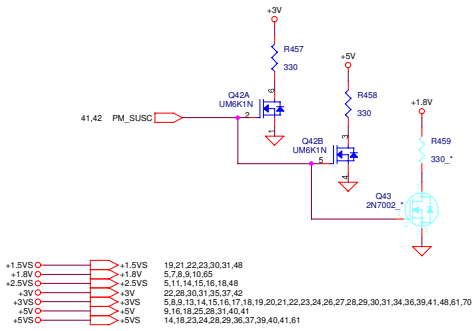 +3V
R457
330
+5V
Q42A
UM6K1N
6
2
1
41,42 PM_SUSC
R458
330
+1.8V
Q42B
UM6K1N
3
5
4
R459
330_*
Q43
2N7002_*
+1.5VS +1.5VS 19,21,22,23,30,31,48
+1.8V +1.8V 5,7,8,9,10,65
+2.5VS +2.5VS 5,11,14,15,16,18,48
+3V +3V 22,28,30,31,35,37,42
+3VS +3VS 5,8,9,13,14,15,16,17,18,19,20,21,22,23,24,26,27,28,29,30,31,34,36,39,41,48,61,70
+5V +5V 9,16,18,25,28,31,40,41
+5VS +5VS 14,18,23,24,28,29,36,37,39,40,41,61